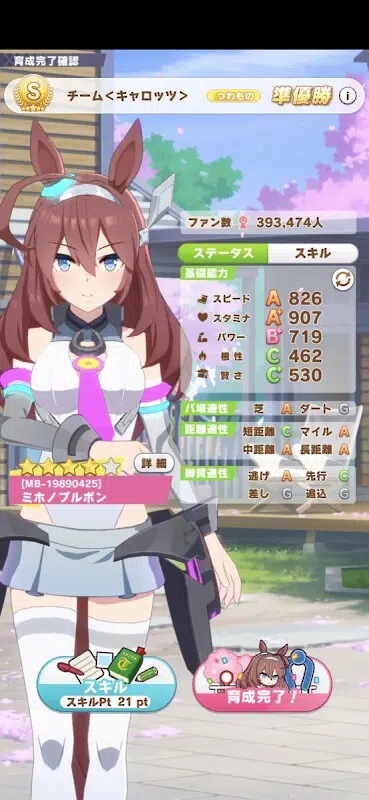 育成完了確認
S
チーム<キャロッツ>
つわもの
準優勝
i
ファン数 393,474人
ステータス スキル
基礎能力
スピード A 826
スタミナ A+ 907
パワー B+ 719
根性 C 462
賢さ C+ 530
バ場適性 芝 A ダート G
距離適性 短距離 C マイル A
中距離 A 長距離 A
脚質適性 逃げ A 先行 C
差し G 追込 G
詳細
[MB-19890425]
ミホノブルボン
スキル
スキルPt 21 pt
育成完了!